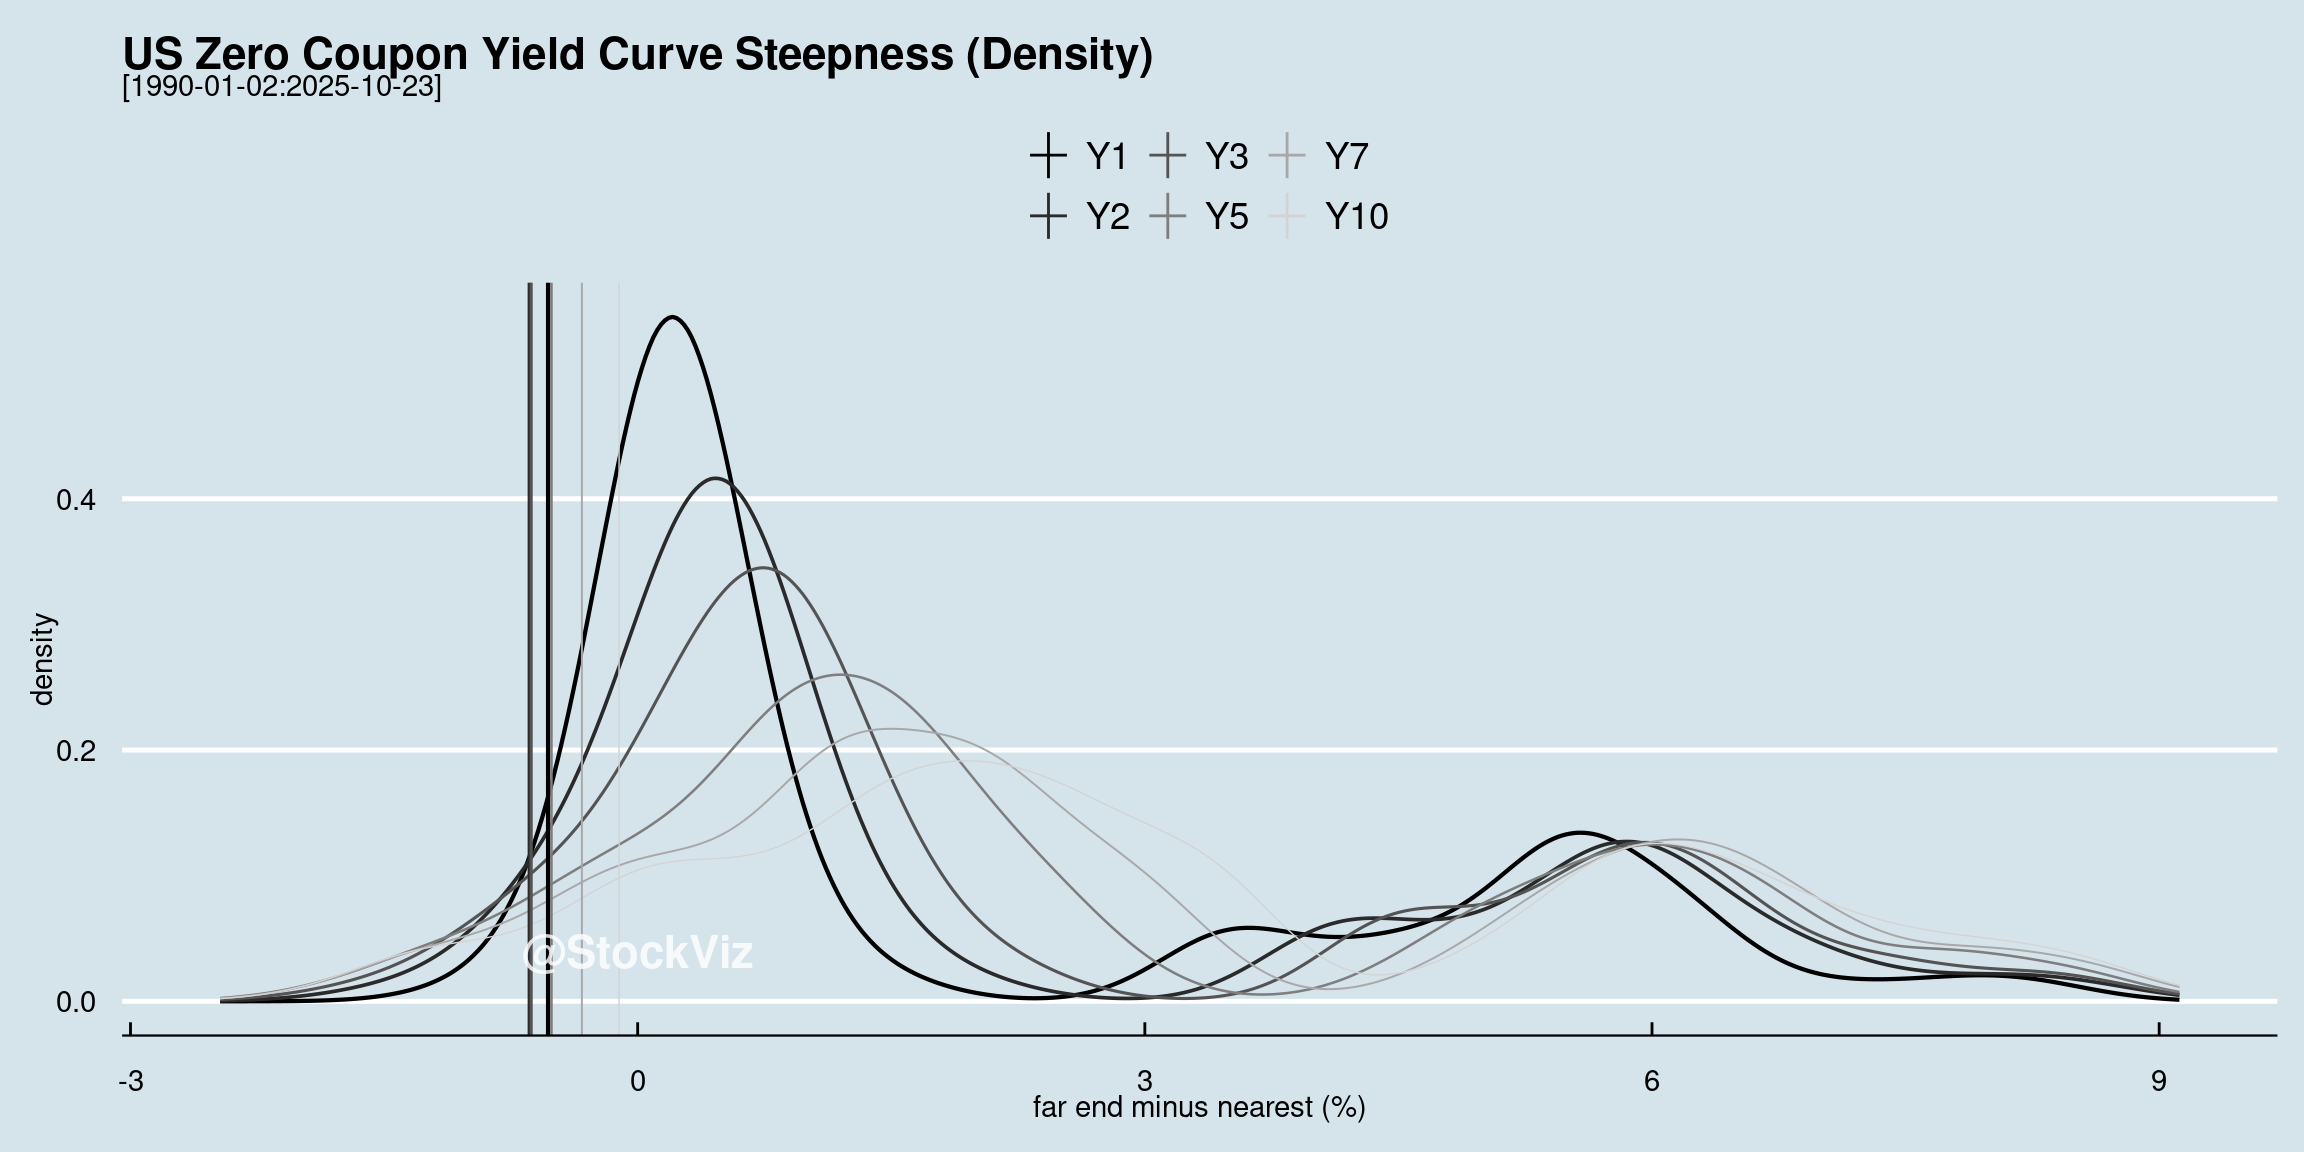 US Zero Coupon Yield Curve Steepness (Density)
[1990-01-02:2025-10-23]
Y1 Y3 Y7
Y2 Y5 Y10
0.4
0.2
0.0
density
@StockViz
-3 0 3 6 9
far end minus nearest (%)